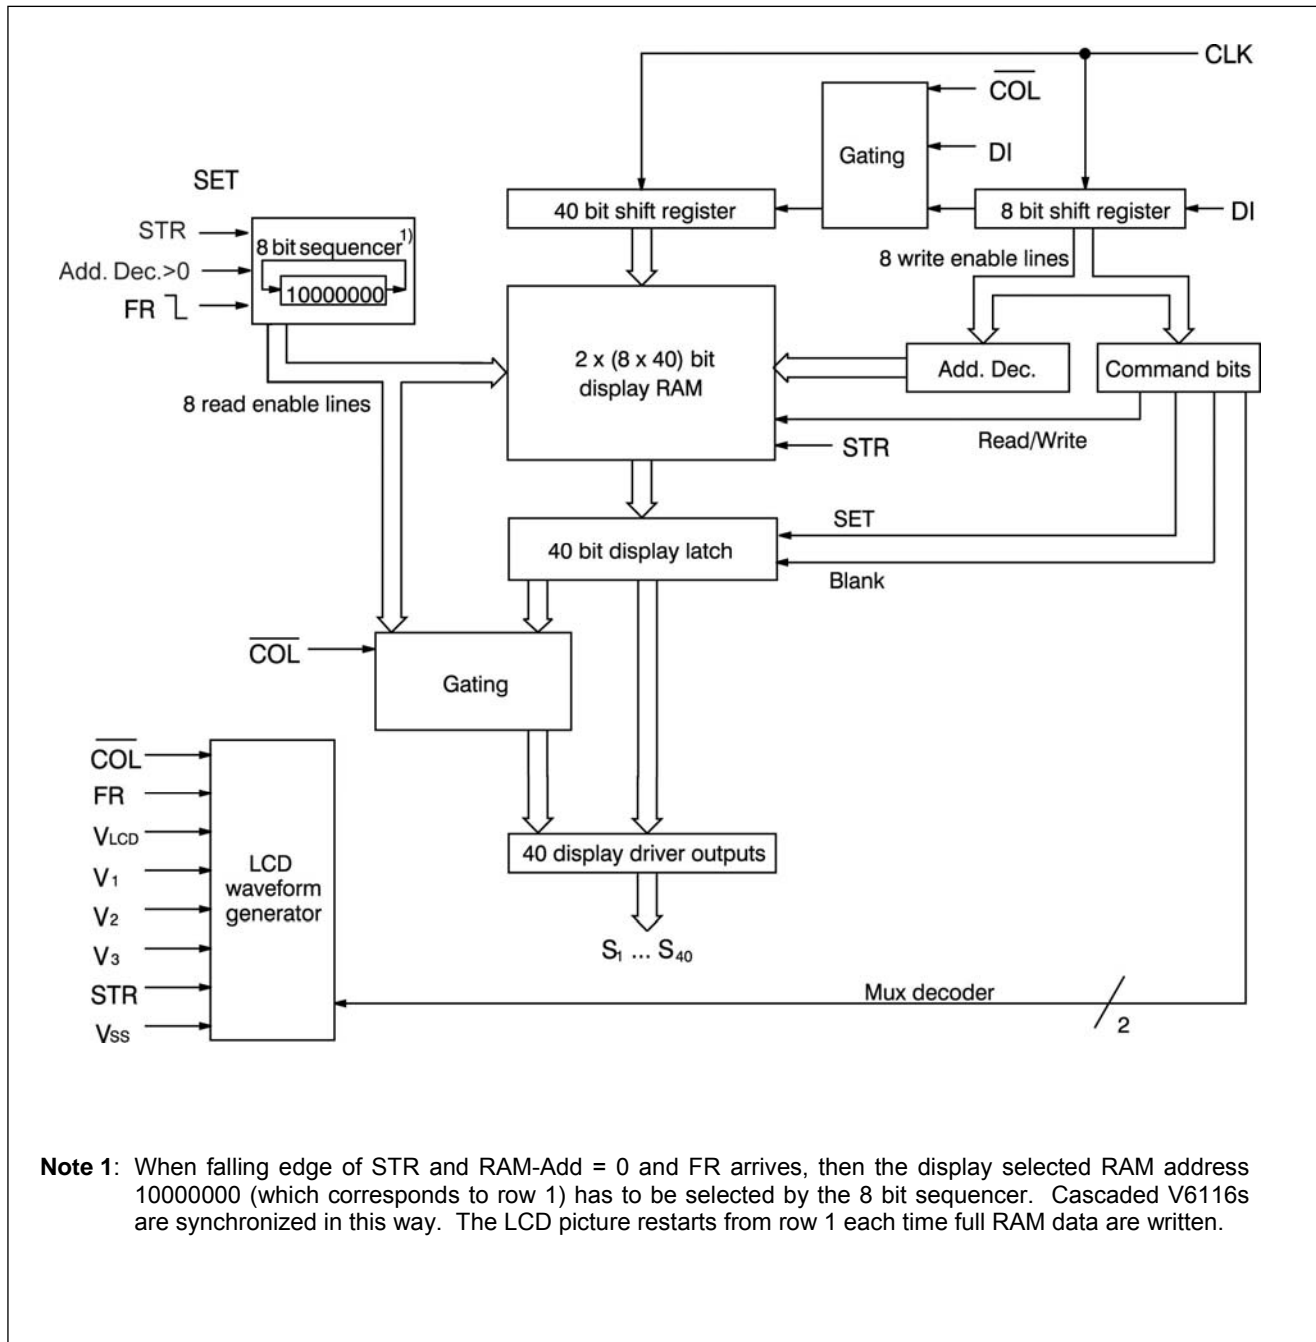 CLK
COL
DI
Gating
SET
40 bit shift register
8 bit shift register
DI
STR
8 bit sequencer 1)
8 write enable lines
Add. Dec.>0
10000000
FR
2 x (8 x 40) bit
display RAM
Add. Dec.
Command bits
8 read enable lines
Read/Write
STR
SET
40 bit display latch
Blank
COL
Gating
COL
FR
VLCD
40 display driver outputs
LCD
waveform
generator
V1
V2
V3
S1 ... S40
STR
Mux decoder
VSS
2
Note 1: When falling edge of STR and RAM-Add = 0 and FR arrives, then the display selected RAM address
10000000 (which corresponds to row 1) has to be selected by the 8 bit sequencer. Cascaded V6116s
are synchronized in this way. The LCD picture restarts from row 1 each time full RAM data are written.